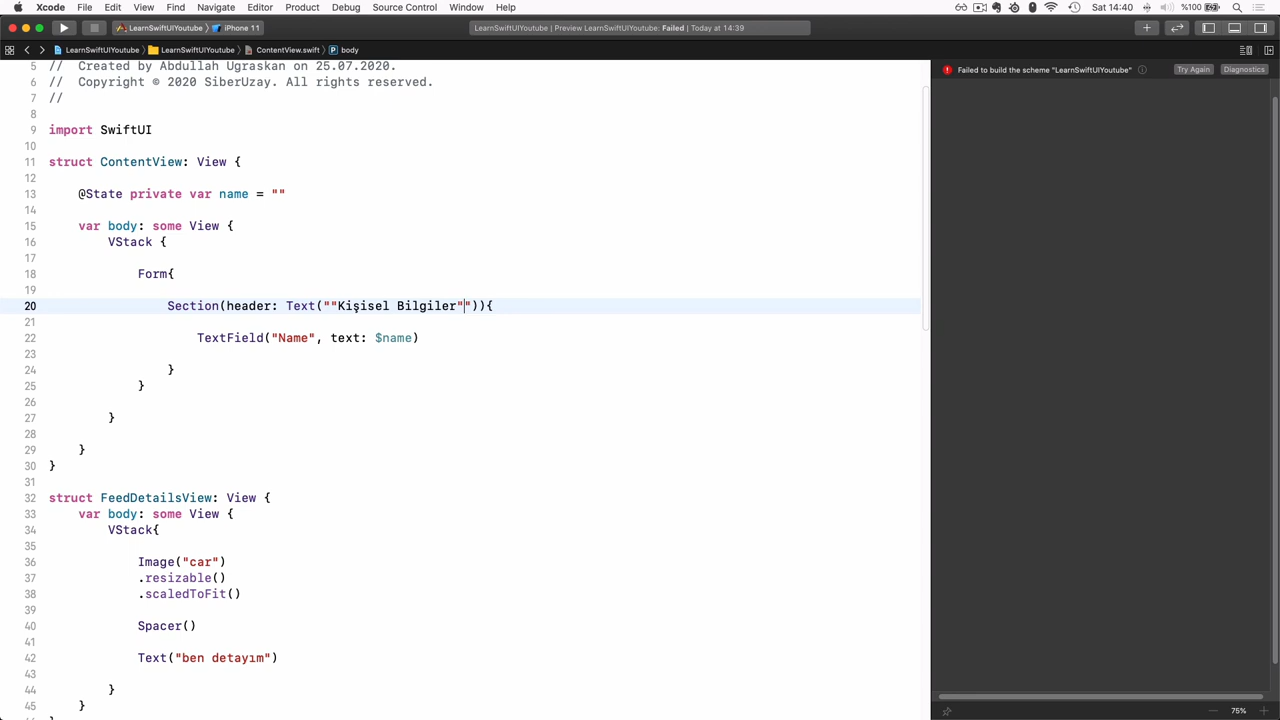 Xcode File Edit View Find Navigate Editor Product Debug Source Control Window Help %100 Sat 14:40
LearnSwiftUIYoutube iPhone 11 LearnSwiftUIYoutube | Preview LearnSwiftUIYoutube: Failed | Today at 14:39
LearnSwiftUIYoutube LearnSwiftUIYoutube ContentView.swift P body
Failed to build the scheme "LearnSwiftUIYoutube" Try Again Diagnostics
5 // Created by Abdullah Ugraskan on 25.07.2020.
6 // Copyright © 2020 SiberUzay. All rights reserved.
7 //
8
9 import SwiftUI
10
11 struct ContentView: View {
12
13 @State private var name = ""
14
15 var body: some View {
16 VStack {
17
18 Form{
19
20 Section(header: Text(""Kişisel Bilgiler"")){
21
22 TextField("Name", text: $name)
23
24 }
25 }
26
27 }
28
29 }
30 }
31
32 struct FeedDetailsView: View {
33 var body: some View {
34 VStack{
35
36 Image("car")
37 .resizable()
38 .scaledToFit()
39
40 Spacer()
41
42 Text("ben detayım")
43
44 }
45 }
75%